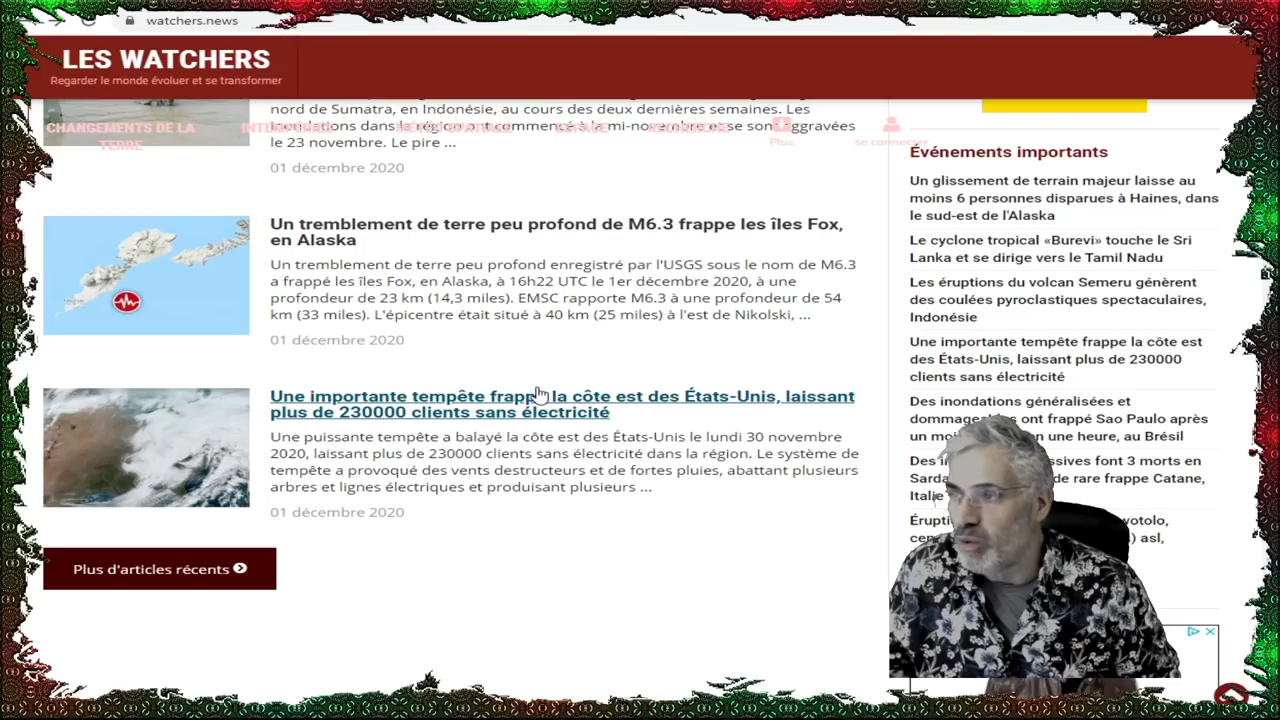 watchers.news
LES WATCHERS
Regarder le monde évoluer et se transformer
CHANGEMENTS DE LA
TERRE
Plus
se connecter
nord de Sumatra, en Indonésie, au cours des deux dernières semaines. Les
inondations dans la région ont commencé à la mi-novembre et se sont aggravées
le 23 novembre. Le pire ...
01 décembre 2020
Un tremblement de terre peu profond de M6.3 frappe les îles Fox,
en Alaska
Un tremblement de terre peu profond enregistré par l'USGS sous le nom de M6.3
a frappé les îles Fox, en Alaska, à 16h22 UTC le 1er décembre 2020, à une
profondeur de 23 km (14,3 miles). EMSC rapporte M6.3 à une profondeur de 54
km (33 miles). L'épicentre était situé à 40 km (25 miles) à l'est de Nikolski, ...
01 décembre 2020
Une importante tempête frappe la côte est des États-Unis, laissant
plus de 230000 clients sans électricité
Une puissante tempête a balayé la côte est des États-Unis le lundi 30 novembre
2020, laissant plus de 230000 clients sans électricité dans la région. Le système de
tempête a provoqué des vents destructeurs et de fortes pluies, abattant plusieurs
arbres et lignes électriques et produisant plusieurs ...
01 décembre 2020
Plus d'articles récents
Événements importants
Un glissement de terrain majeur laisse au
moins 6 personnes disparues à Haines, dans
le sud-est de l'Alaska
Le cyclone tropical «Burevi» touche le Sri
Lanka et se dirige vers le Tamil Nadu
Les éruptions du volcan Semeru génèrent
des coulées pyroclastiques spectaculaires,
Indonésie
Une importante tempête frappe la côte est
des États-Unis, laissant plus de 230000
clients sans électricité
Des inondations généralisées et
ont frappé Sao Paulo après
un en une heure, au Brésil
Des font 3 morts en
de rare frappe Catane,
Italie